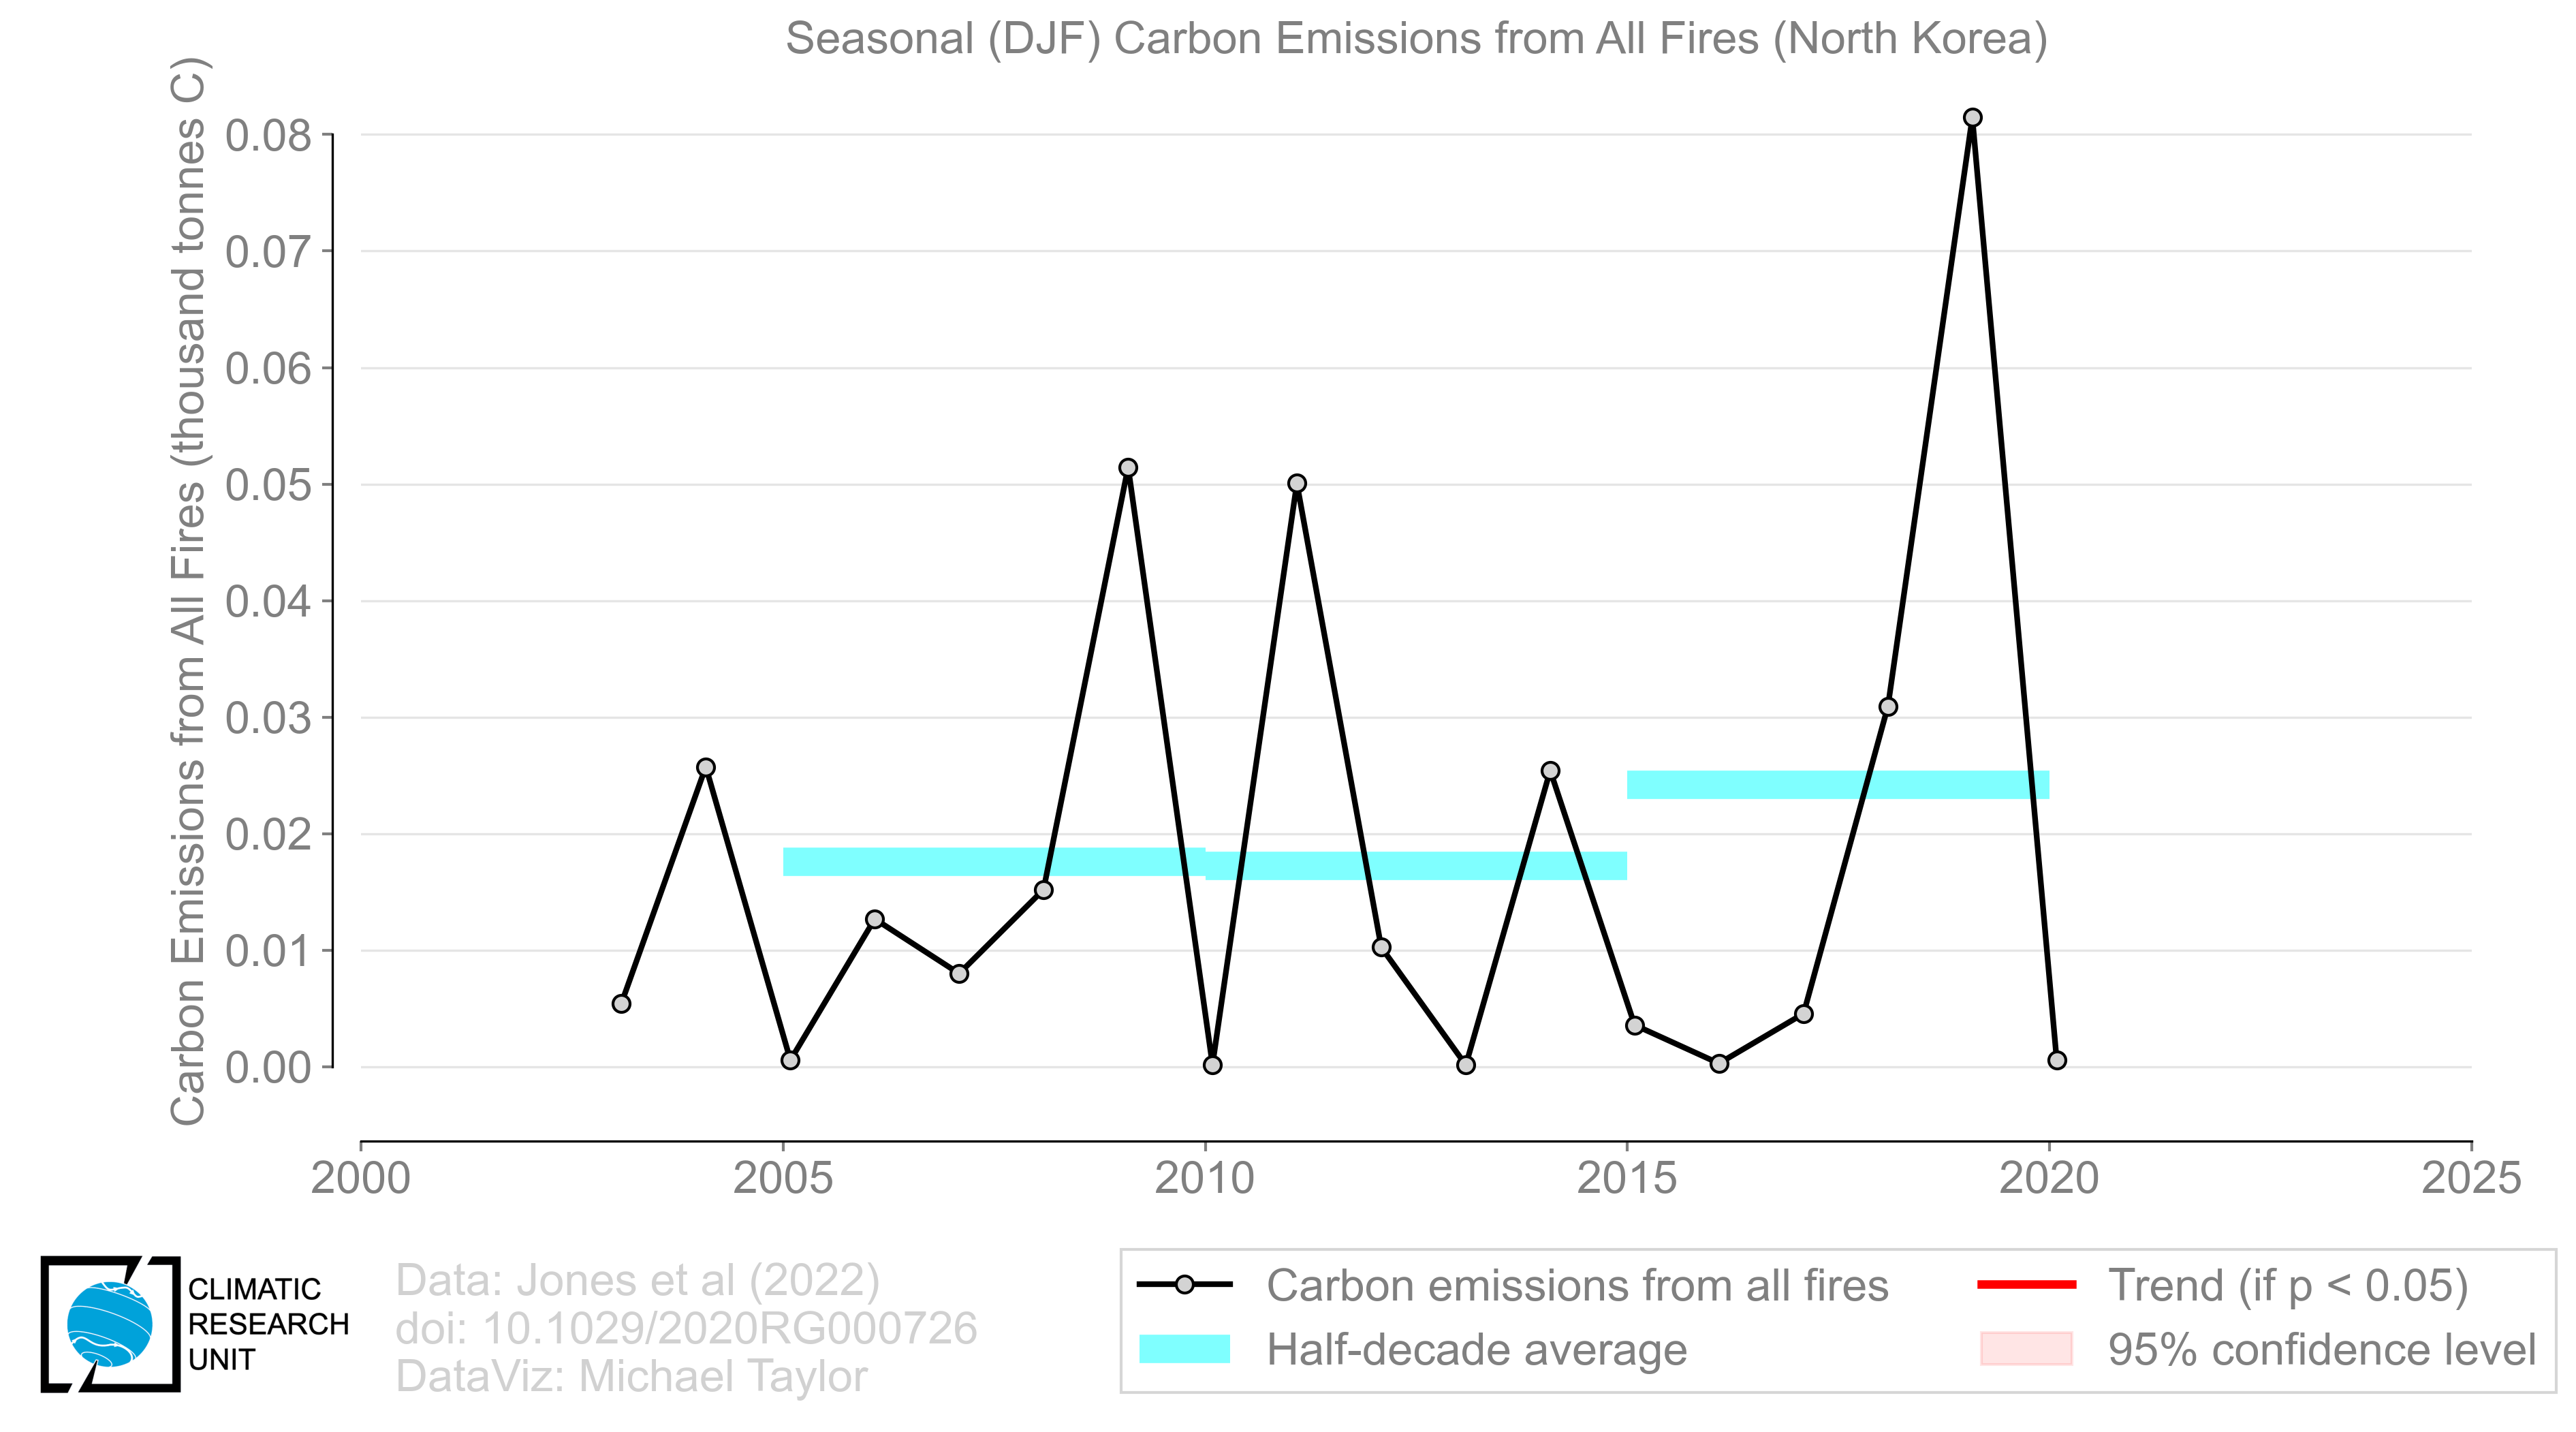 Seasonal (DJF) Carbon Emissions from All Fires (North Korea)
Carbon Emissions from All Fires (thousand tonnes C)
0.08
0.07
0.06
0.05
0.04
0.03
0.02
0.01
0.00
2000
2005
2010
2015
2020
2025
CLIMATIC
RESEARCH
UNIT
Data: Jones et al (2022)
doi: 10.1029/2020RG000726
DataViz: Michael Taylor
Carbon emissions from all fires
Half-decade average
Trend (if p < 0.05)
95% confidence level